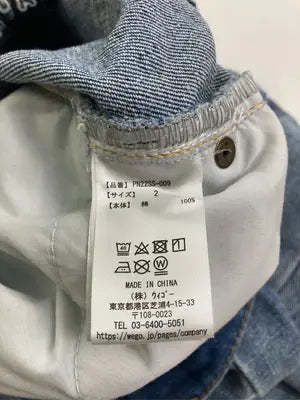 【品番】 PN22SS-009
【サイズ】 2
【本体】 綿 100%
MADE IN CHINA
(株) ウィゴー
東京都港区芝浦4-15-33
〒108-0023
TEL 03-6400-5051
https://wego.jp/pages/company